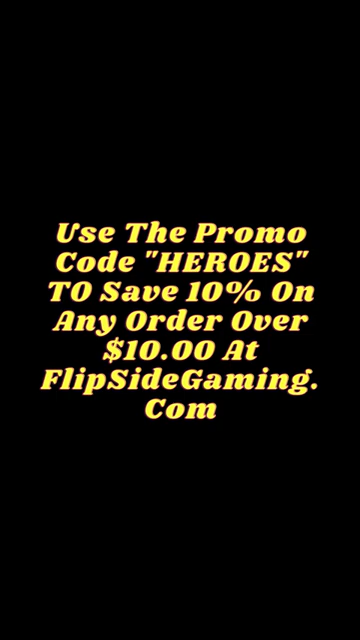 Use The Promo
Code "HEROES"
TO Save 10% On
Any Order Over
$10.00 At
FlipSideGaming.
Com